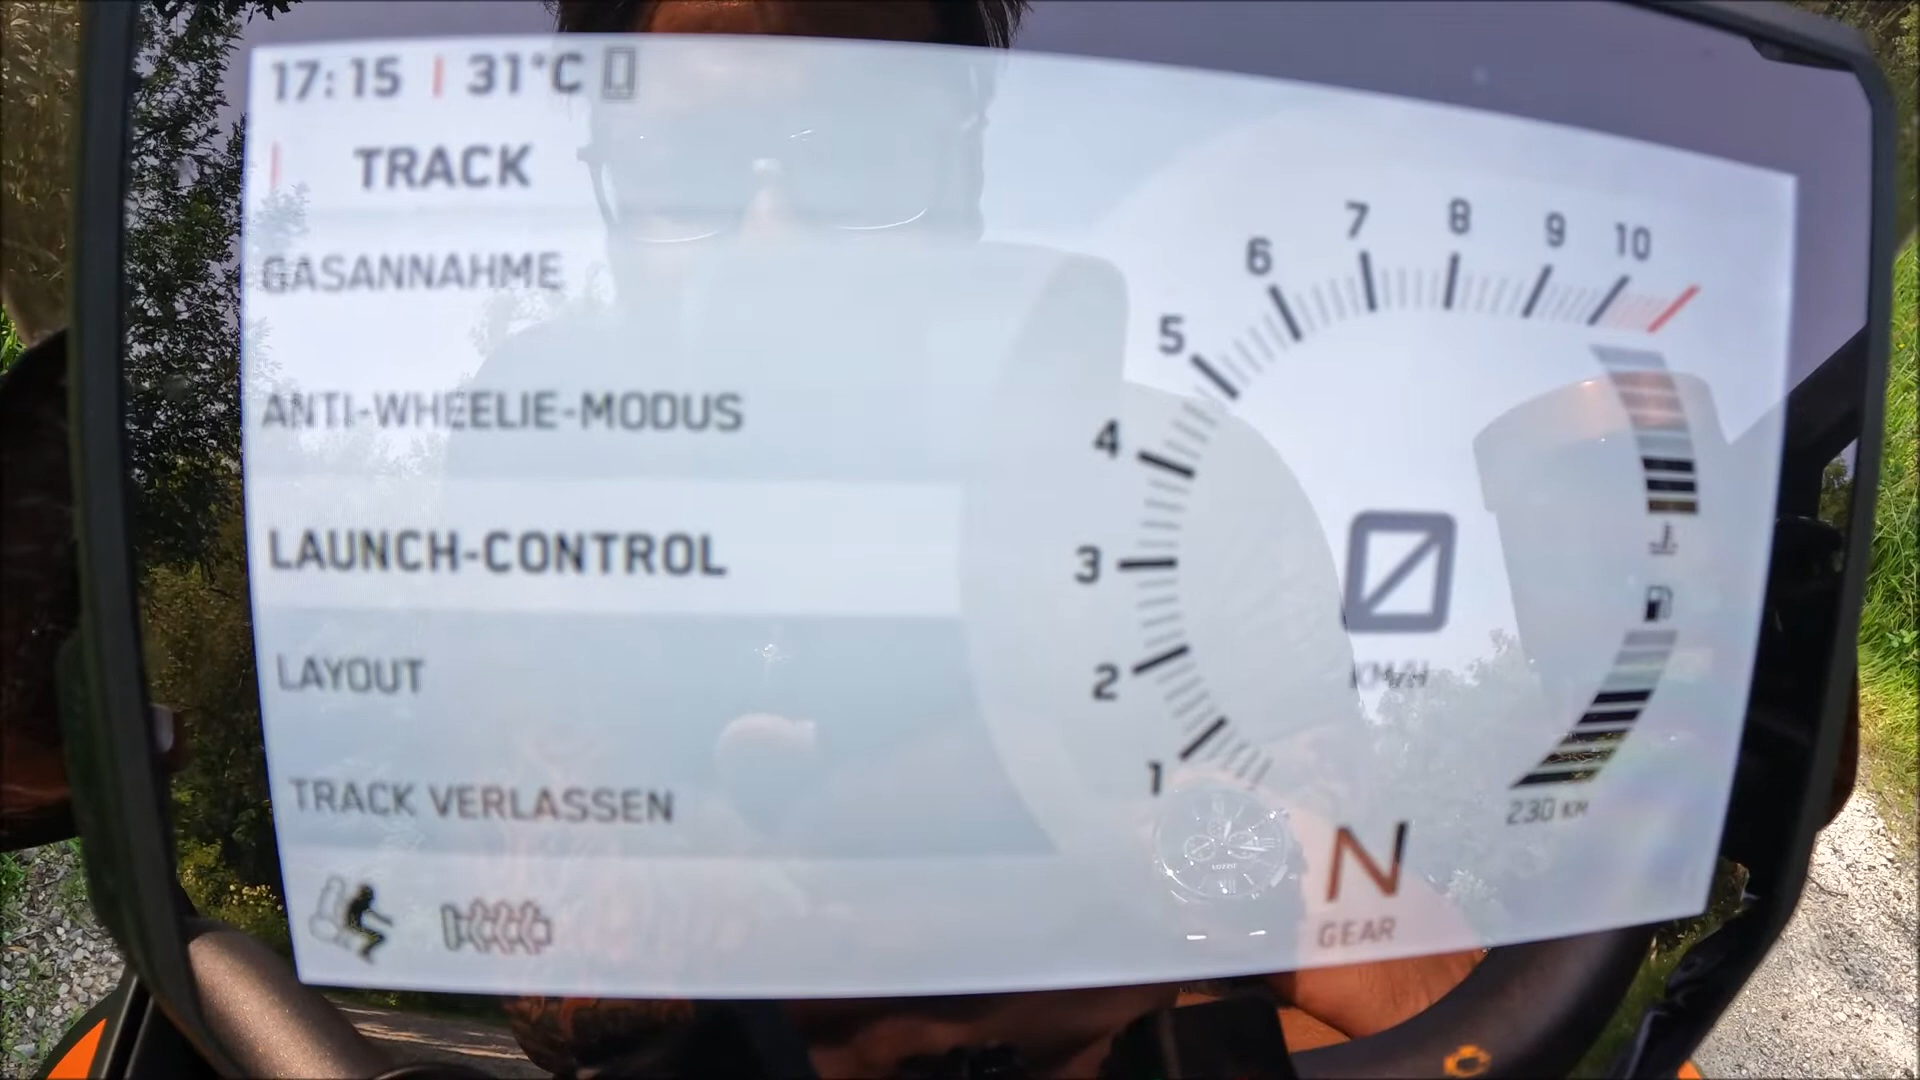 17:15 | 31°C
TRACK
GASANNAHME
ANTI-WHEELIE-MODUS
LAUNCH-CONTROL
LAYOUT
TRACK VERLASSEN
1
2
3
4
5
6
7
8
9
10
KM/H
230 KM
N
GEAR